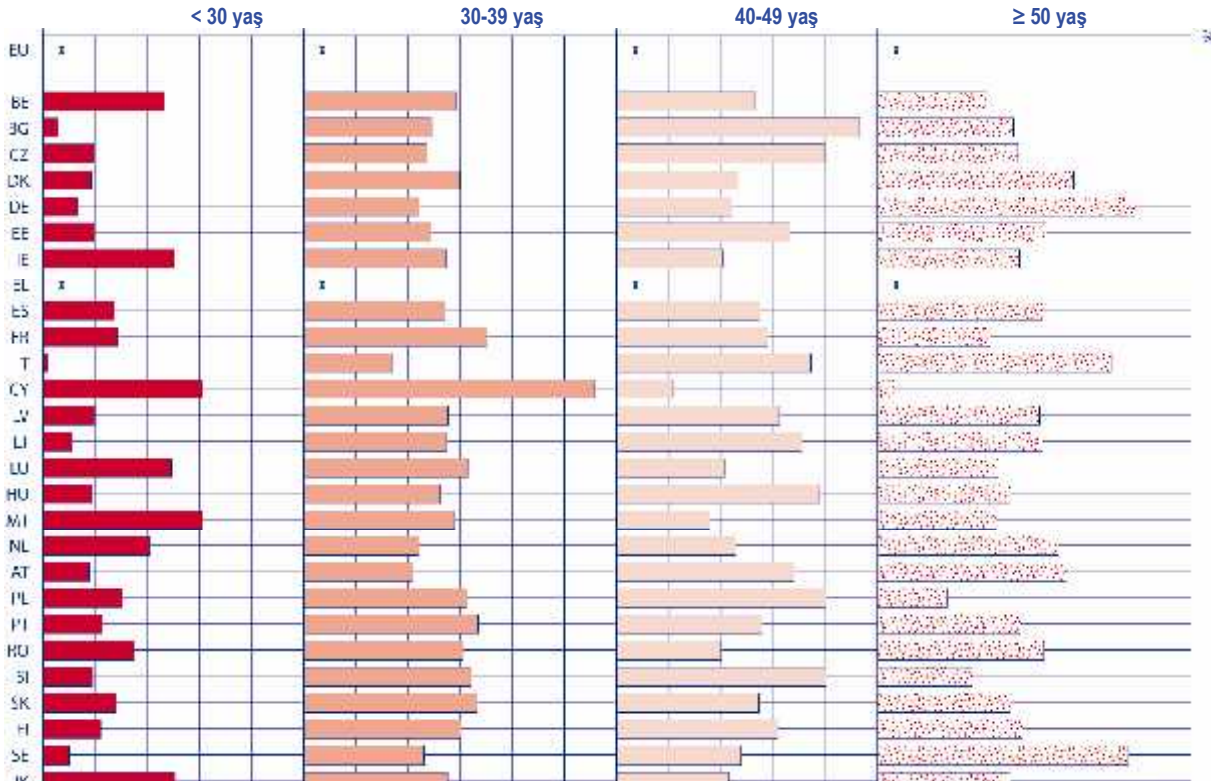 < 30 yaş 30-39 yaş 40-49 yaş ≥ 50 yaş
EU
BE
BG
CZ
DK
DE
EE
IE
EL
ES
FR
IT
CY
LV
LT
LU
HU
MT
NL
AT
PL
PT
RO
SI
SK
FI
SE